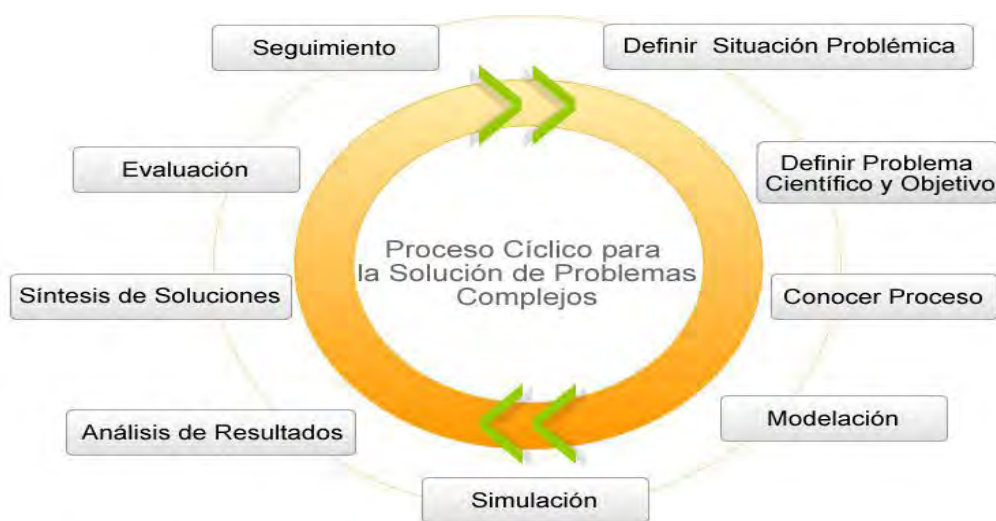 Seguimiento
Definir Situación Problémica
Evaluación
Definir Problema
Científico y Objetivo
Proceso Cíclico para
la Solución de Problemas
Complejos
Síntesis de Soluciones
Conocer Proceso
Análisis de Resultados
Modelación
Simulación